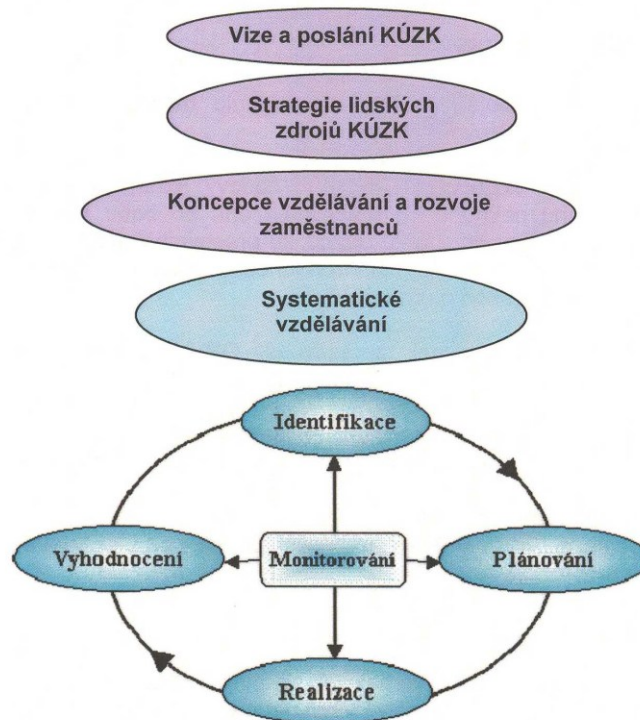 Vize a poslání KÚZK
Strategie lidských
zdrojů KÚZK
Koncepce vzdělávání a rozvoje
zaměstnanců
Systematické
vzdělávání
Identifikace
Vyhodnocení
Monitorování
Plánování
Realizace